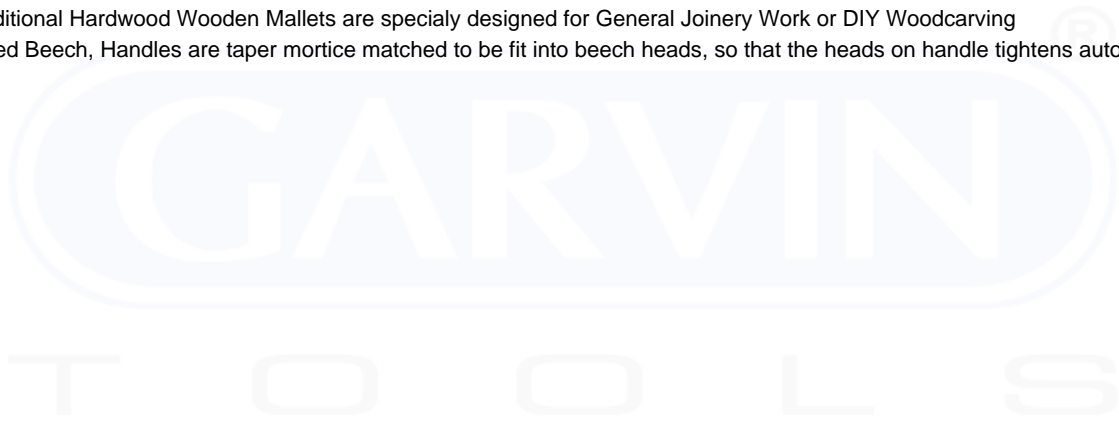 ditional Hardwood Wooden Mallets are specialy designed for General Joinery Work or DIY Woodcarving
ed Beech, Handles are taper mortice matched to be fit into beech heads, so that the heads on handle tightens auto
®
GARVIN
TOOLS